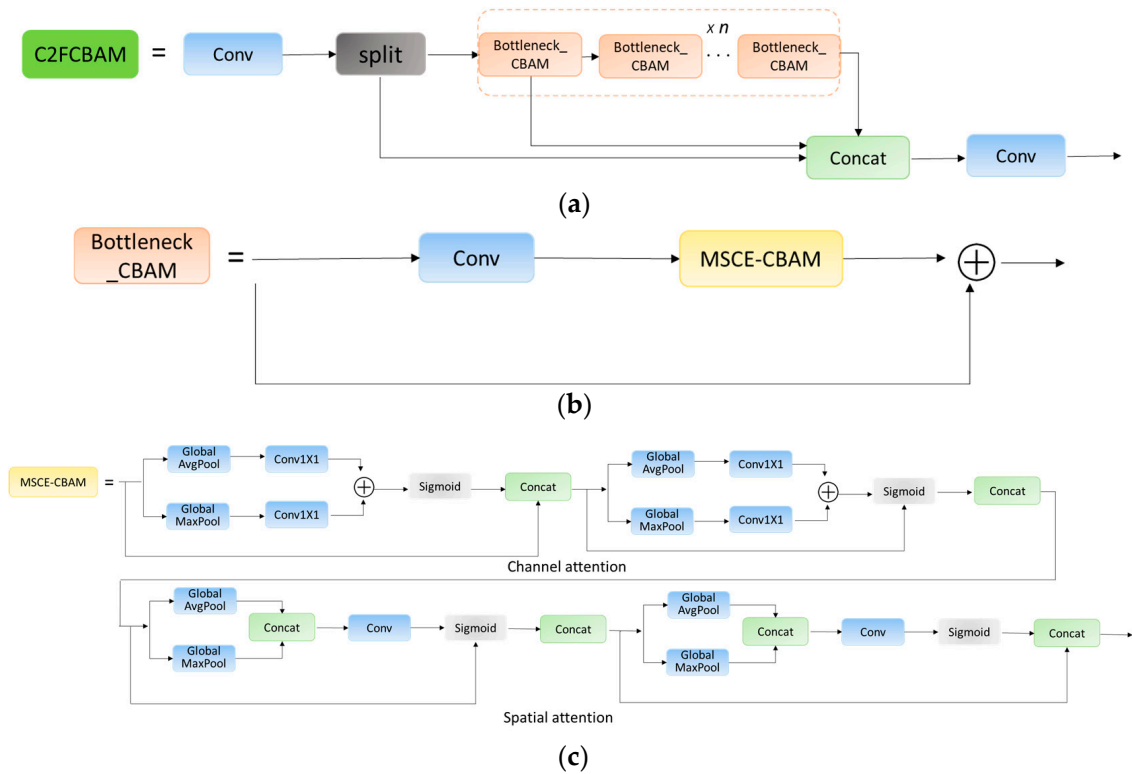 × n
C2FCBAM = Conv split Bottleneck_ Bottleneck_ ... Bottleneck_
CBAM CBAM CBAM
Concat Conv
(a)
Bottleneck
_CBAM = Conv MSCE-CBAM
(b)
Global
AvgPool Conv1X1
MSCE-CBAM =
Global
MaxPool Conv1X1
Sigmoid Concat
Global
AvgPool Conv1X1
Global
MaxPool Conv1X1
Sigmoid Concat
Channel attention
Global
AvgPool
Global
MaxPool
Concat Conv Sigmoid Concat
Global
AvgPool
Global
MaxPool
Concat Conv Sigmoid Concat
Spatial attention
(c)